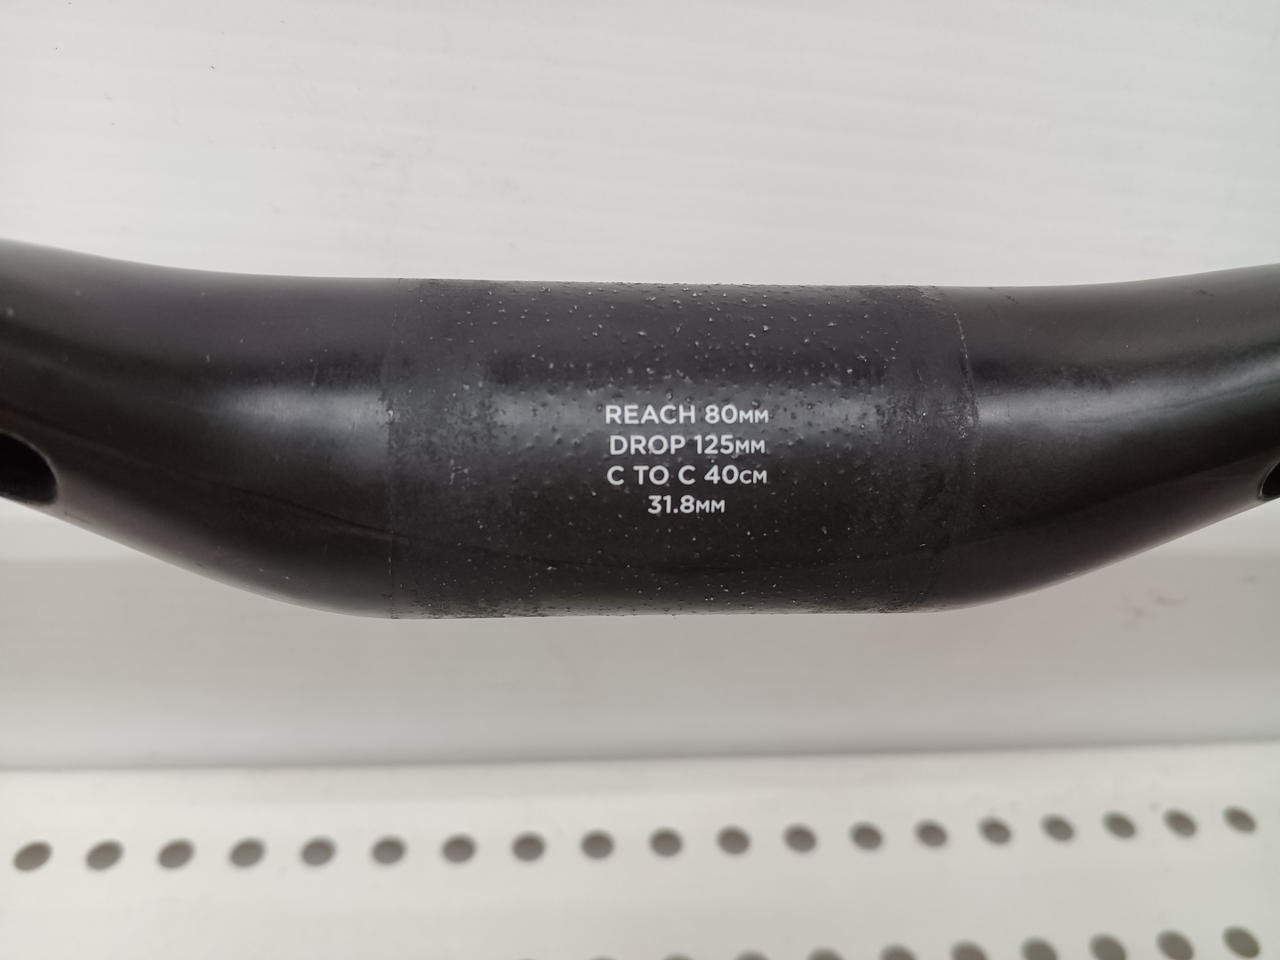 REACH 80MM
DROP 125MM
C TO C 40CM
31.8MM